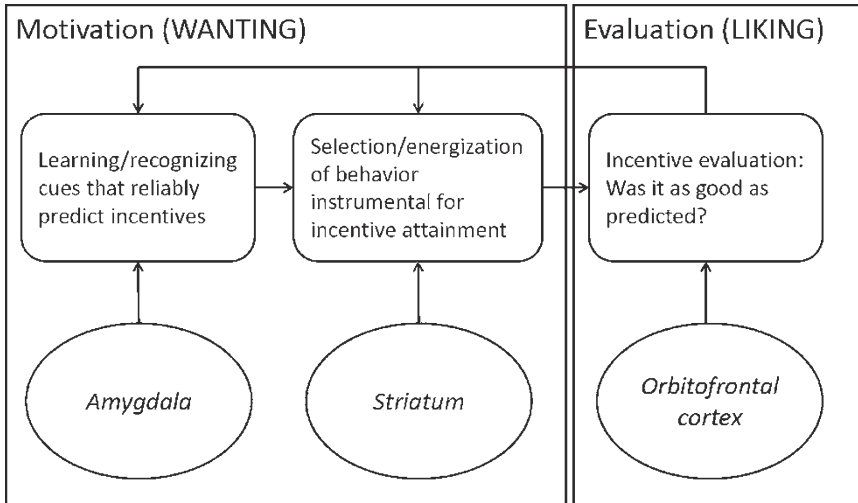 Motivation (WANTING)
Evaluation (LIKING)
Learning/recognizing
cues that reliably
predict incentives
Selection/energization
of behavior
instrumental for
incentive attainment
Incentive evaluation:
Was it as good as
predicted?
Amygdala
Striatum
Orbitofrontal
cortex